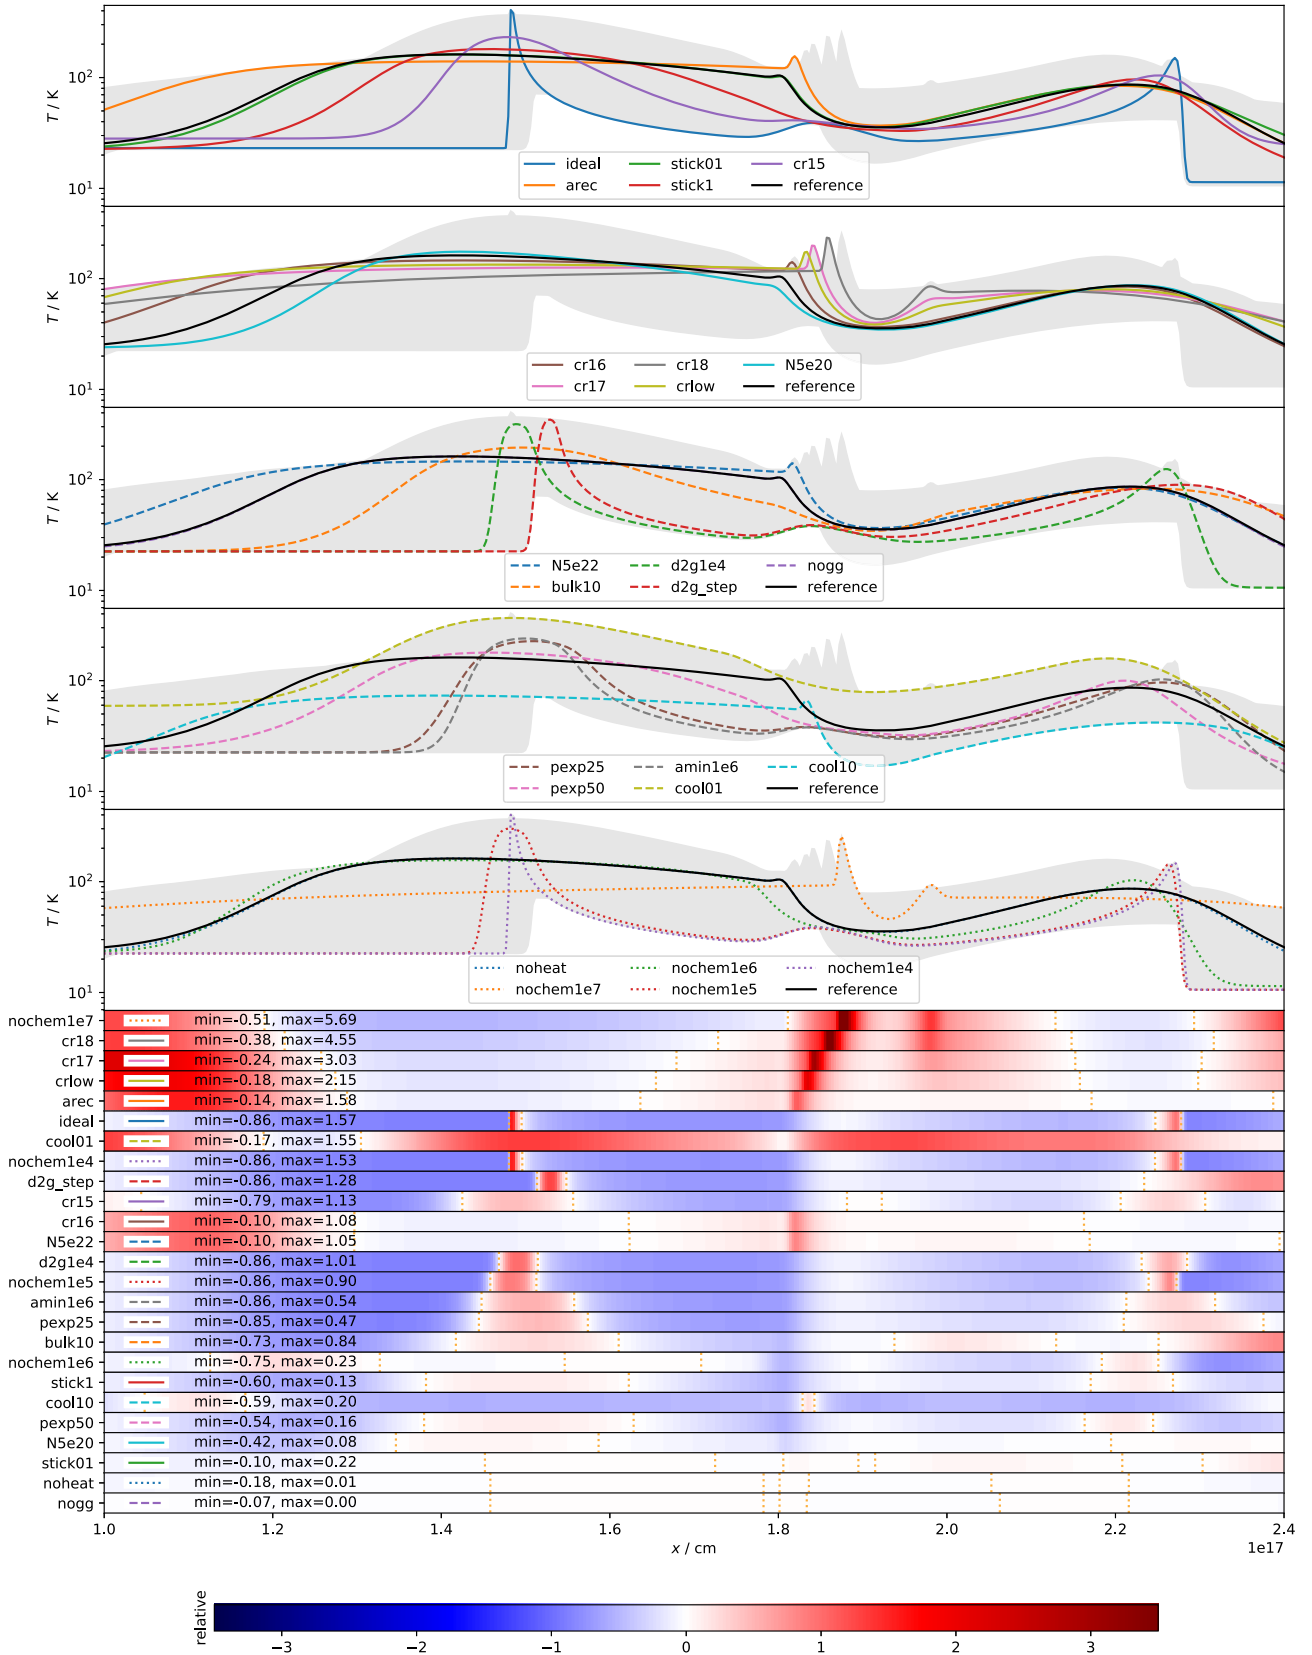 T / K
10²
10¹
ideal stick01 cr15
arec stick1 reference
T / K
10²
10¹
cr16 cr18 N5e20
cr17 crlow reference
T / K
10²
10¹
N5e22 d2g1e4 nogg
bulk10 d2g_step reference
T / K
10²
10¹
pexp25 amin1e6 cool10
pexp50 cool01 reference
T / K
10²
10¹
noheat nochem1e6 nochem1e4
nochem1e7 nochem1e5 reference
nochem1e7 min=-0.51, max=5.69
cr18 min=-0.38, max=4.55
cr17 min=-0.24, max=3.03
crlow min=-0.18, max=2.15
arec min=-0.14, max=1.58
ideal min=-0.86, max=1.57
cool01 min=-0.17, max=1.55
nochem1e4 min=-0.86, max=1.53
d2g_step min=-0.86, max=1.28
cr15 min=-0.79, max=1.13
cr16 min=-0.10, max=1.08
N5e22 min=-0.10, max=1.05
d2g1e4 min=-0.86, max=1.01
nochem1e5 min=-0.86, max=0.90
amin1e6 min=-0.86, max=0.54
pexp25 min=-0.85, max=0.47
bulk10 min=-0.73, max=0.84
nochem1e6 min=-0.75, max=0.23
stick1 min=-0.60, max=0.13
cool10 min=-0.59, max=0.20
pexp50 min=-0.54, max=0.16
N5e20 min=-0.42, max=0.08
stick01 min=-0.10, max=0.22
noheat min=-0.18, max=0.01
nogg min=-0.07, max=0.00
1.0 1.2 1.4 1.6 1.8 2.0 2.2 2.4
x / cm 1e17
relative
−3 −2 −1 0 1 2 3